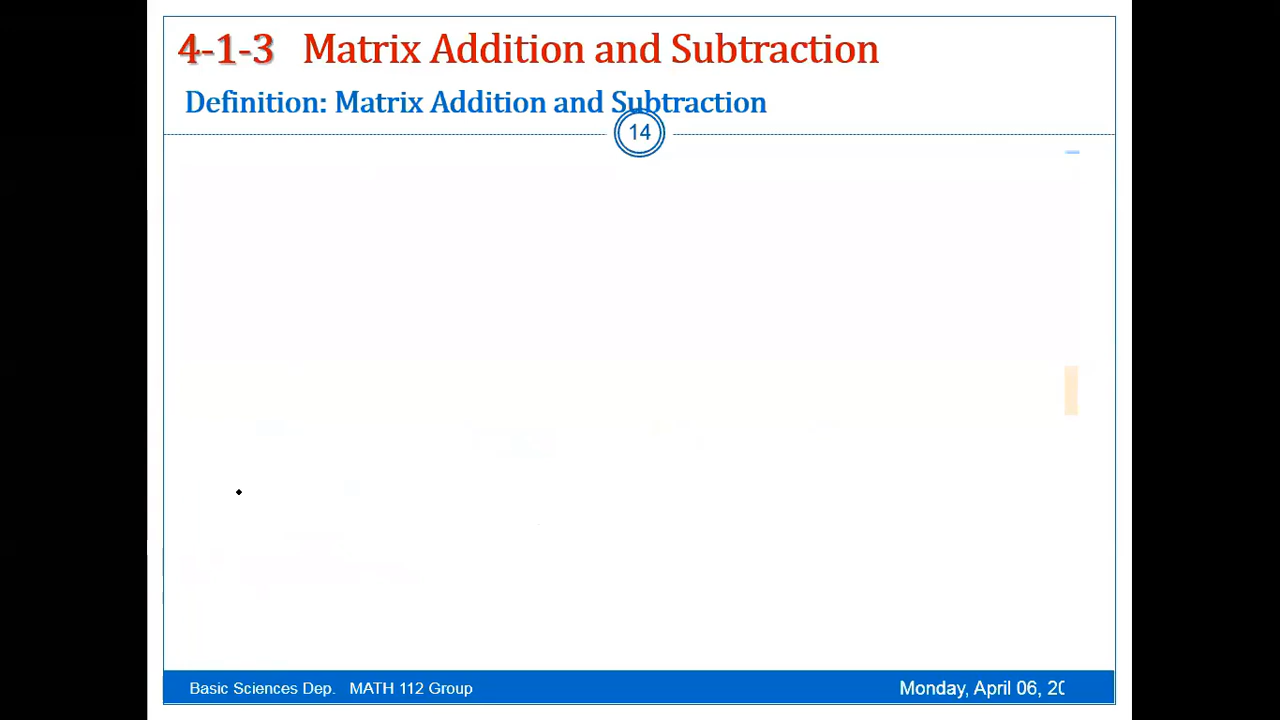 4-1-3 Matrix Addition and Subtraction
Definition: Matrix Addition and Subtraction
14
Basic Sciences Dep. MATH 112 Group
Monday, April 06, 20